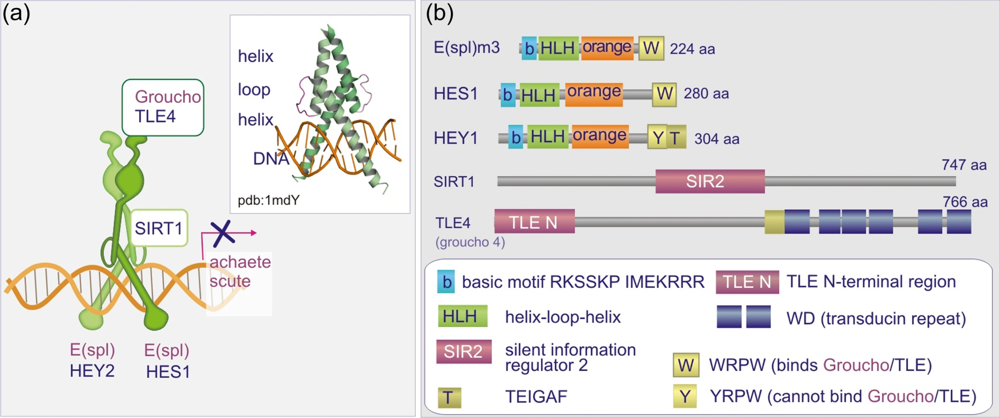 (a)
helix
loop
helix
DNA
pdb:1mdY
Groucho
TLE4
SIRT1
achaete
scute
E(spl)
HEY2
E(spl)
HES1
(b)
E(spl)m3 b HLH orange W 224 aa
HES1 b HLH orange W 280 aa
HEY1 b HLH orange Y T 304 aa
747 aa
SIRT1 SIR2
766 aa
TLE4 TLE N
(groucho 4)
b basic motif RKSSKP IMEKRRR
TLE N TLE N-terminal region
HLH helix-loop-helix
WD (transducin repeat)
SIR2 silent information
regulator 2
W WRPW (binds Groucho/TLE)
T TEIGAF
Y YRPW (cannot bind Groucho/TLE)